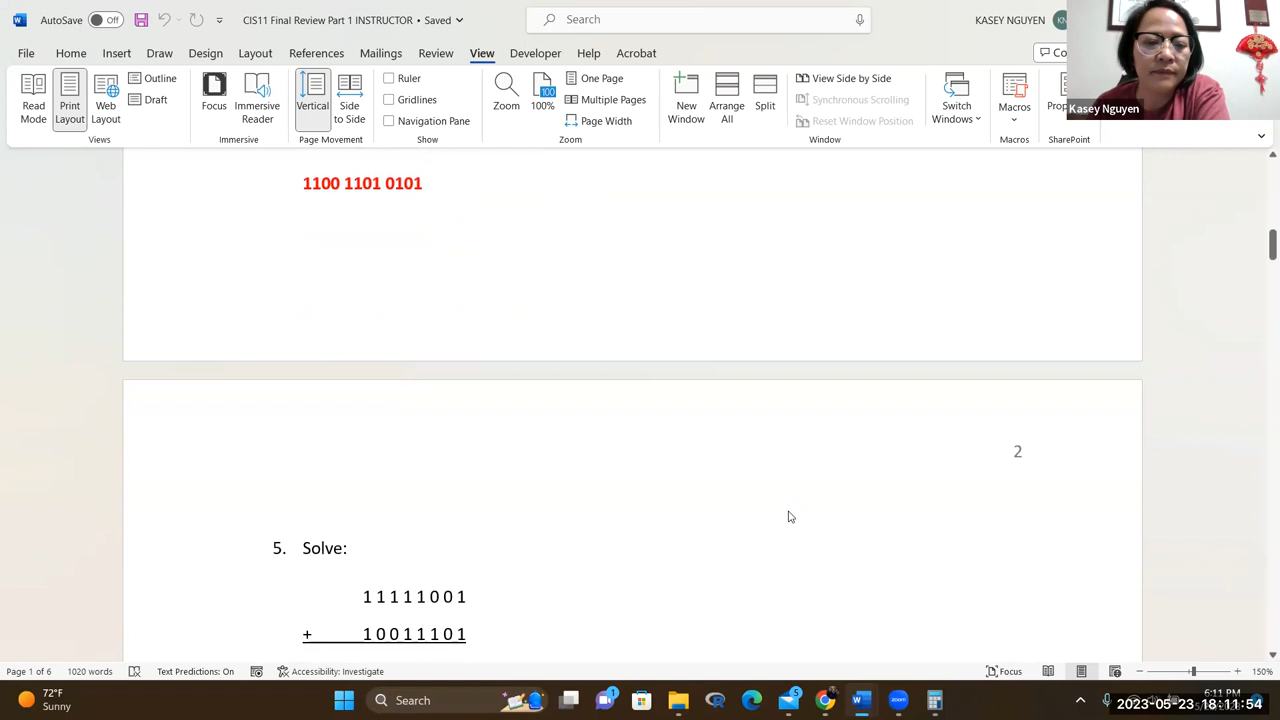 AutoSave Off CIS11 Final Review Part 1 INSTRUCTOR • Saved Search KASEY NGUYEN
File Home Insert Draw Design Layout References Mailings Review View Developer Help Acrobat
Read Mode
Print Layout
Web Layout
Outline
Draft
Views
Focus
Immersive Reader
Immersive
Vertical
Side to Side
Page Movement
Ruler
Gridlines
Navigation Pane
Show
Zoom
100
100%
One Page
Multiple Pages
Page Width
Zoom
New Window
Arrange All
Split
View Side by Side
Synchronous Scrolling
Reset Window Position
Window
Switch Windows
Macros
Macros
SharePoint
Kasey Nguyen
1100 1101 0101
2
5. Solve:
1 1 1 1 1 0 0 1
+ 1 0 0 1 1 1 0 1
Page 1 of 6 1020 words Text Predictions: On Accessibility: Investigate Focus 150%
72°F
Sunny
Search
1
5
6:11 PM
2023-05-23 18:11:54